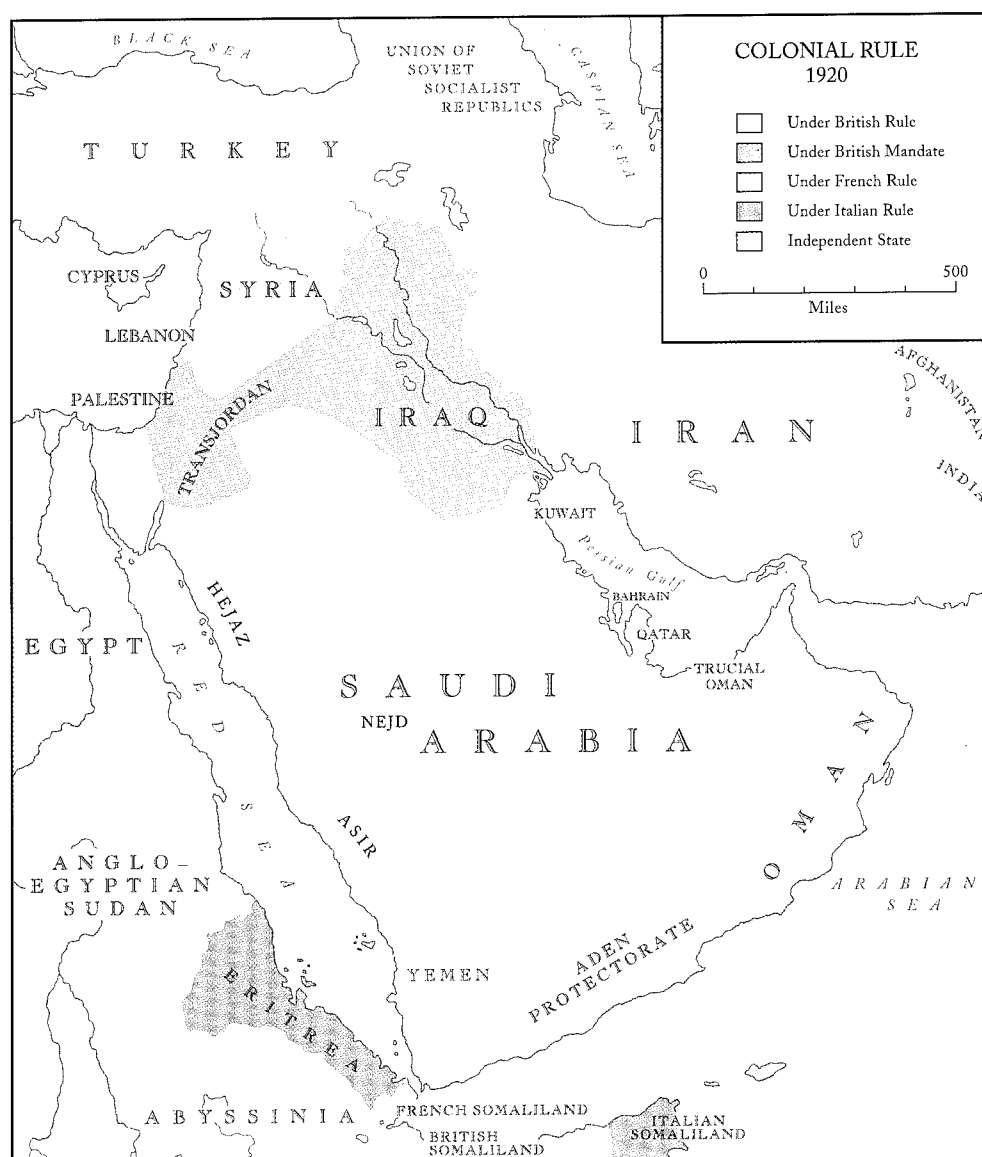 BLACK SEA
UNION OF
SOVIET
SOCIALIST
REPUBLICS
CASPIAN SEA
COLONIAL RULE
1920
Under British Rule
Under British Mandate
Under French Rule
Under Italian Rule
Independent State
0 500
Miles
TURKEY
CYPRUS
SYRIA
LEBANON
PALESTINE
TRANSJORDAN
IRAQ
IRAN
AFGHANISTAN
INDIA
KUWAIT
Persian Gulf
BAHRAIN
QATAR
TRUCIAL
OMAN
HEJAZ
EGYPT
RED SEA
SAUDI
NEJD
ARABIA
OMAN
ASIR
ANGLO–
EGYPTIAN
SUDAN
ARABIAN
SEA
ERITREA
YEMEN
ADEN
PROTECTORATE
ABYSSINIA
FRENCH SOMALILAND
BRITISH
SOMALILAND
ITALIAN
SOMALILAND